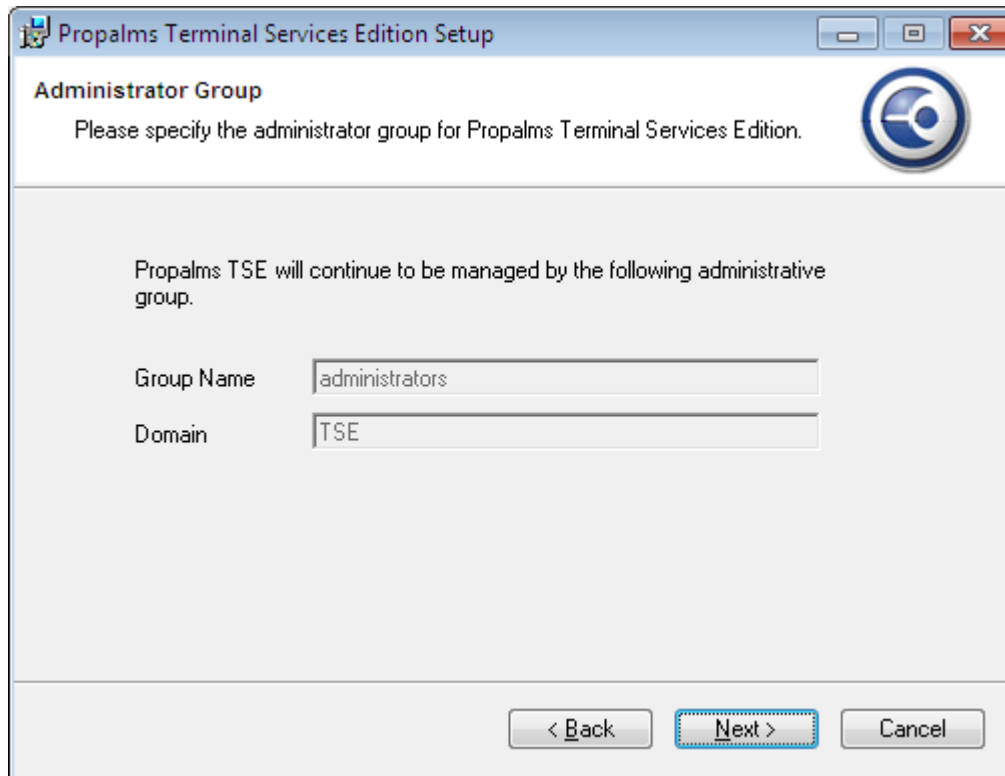 Propalms Terminal Services Edition Setup
Administrator Group
Please specify the administrator group for Propalms Terminal Services Edition.
Propalms TSE will continue to be managed by the following administrative
group.
Group Name administrators
Domain TSE
< Back Next > Cancel